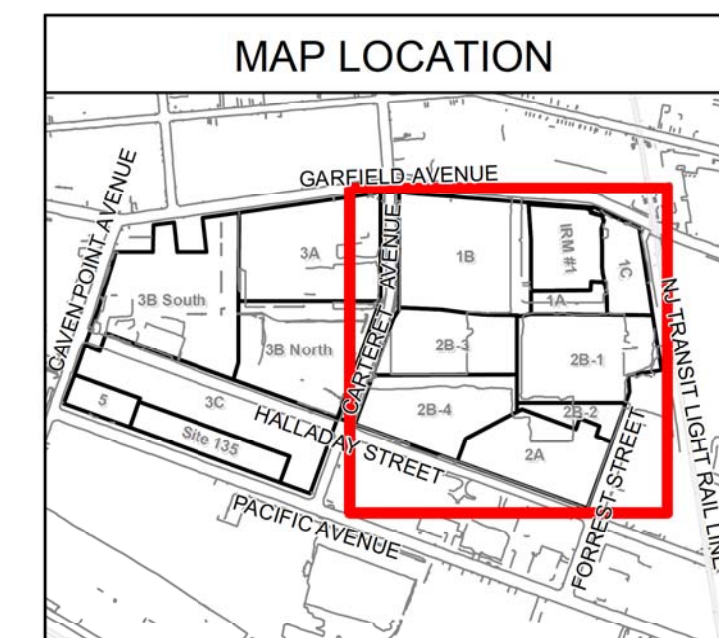 MAP LOCATION
GARFIELD AVENUE
CAVEN POINT AVENUE
CARTERET AVENUE
3A
1B
IRM #1
1C
1A
3B South
3B North
2B-3
2B-1
NJ TRANSIT LIGHT RAIL LINE
5
3C
2B-4
2B-2
Site 135
HALLADAY STREET
2A
FORREST STREET
PACIFIC AVENUE